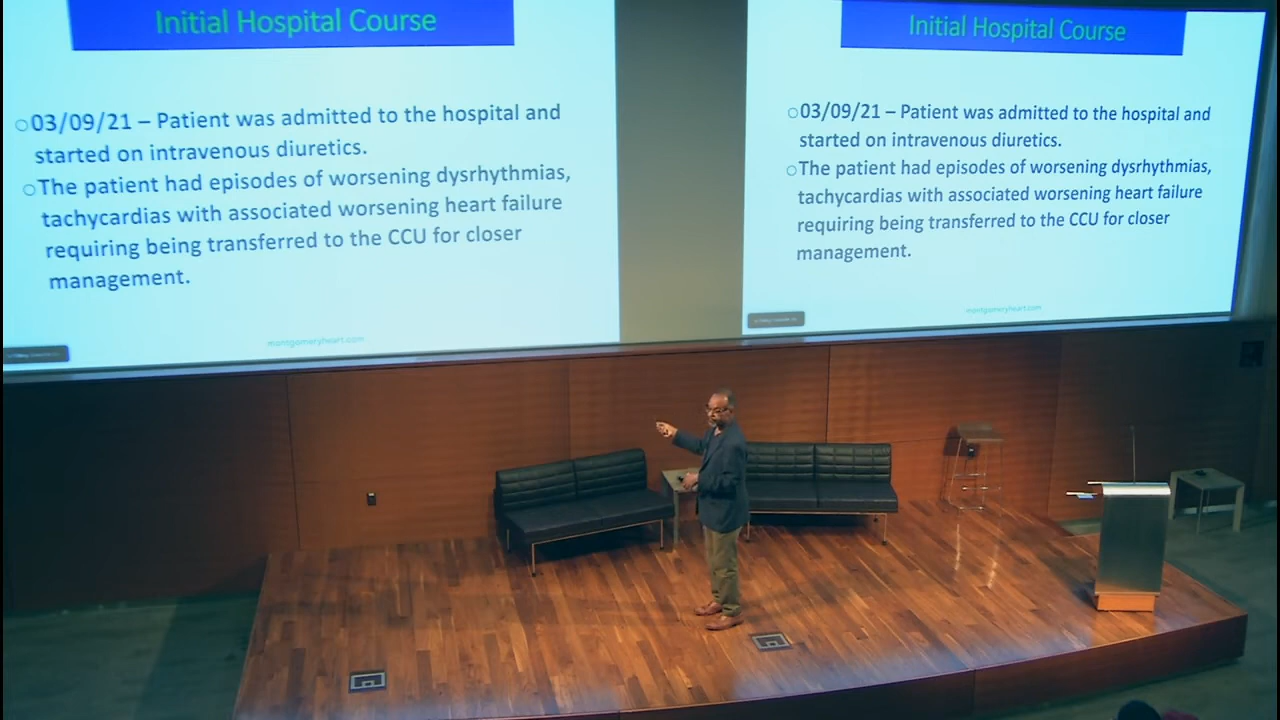 Initial Hospital Course
○03/09/21 – Patient was admitted to the hospital and
started on intravenous diuretics.
○The patient had episodes of worsening dysrhythmias,
tachycardias with associated worsening heart failure
requiring being transferred to the CCU for closer
management.
montgomeryheart.com
Initial Hospital Course
○03/09/21 – Patient was admitted to the hospital and
started on intravenous diuretics.
○The patient had episodes of worsening dysrhythmias,
tachycardias with associated worsening heart failure
requiring being transferred to the CCU for closer
management.
montgomeryheart.com